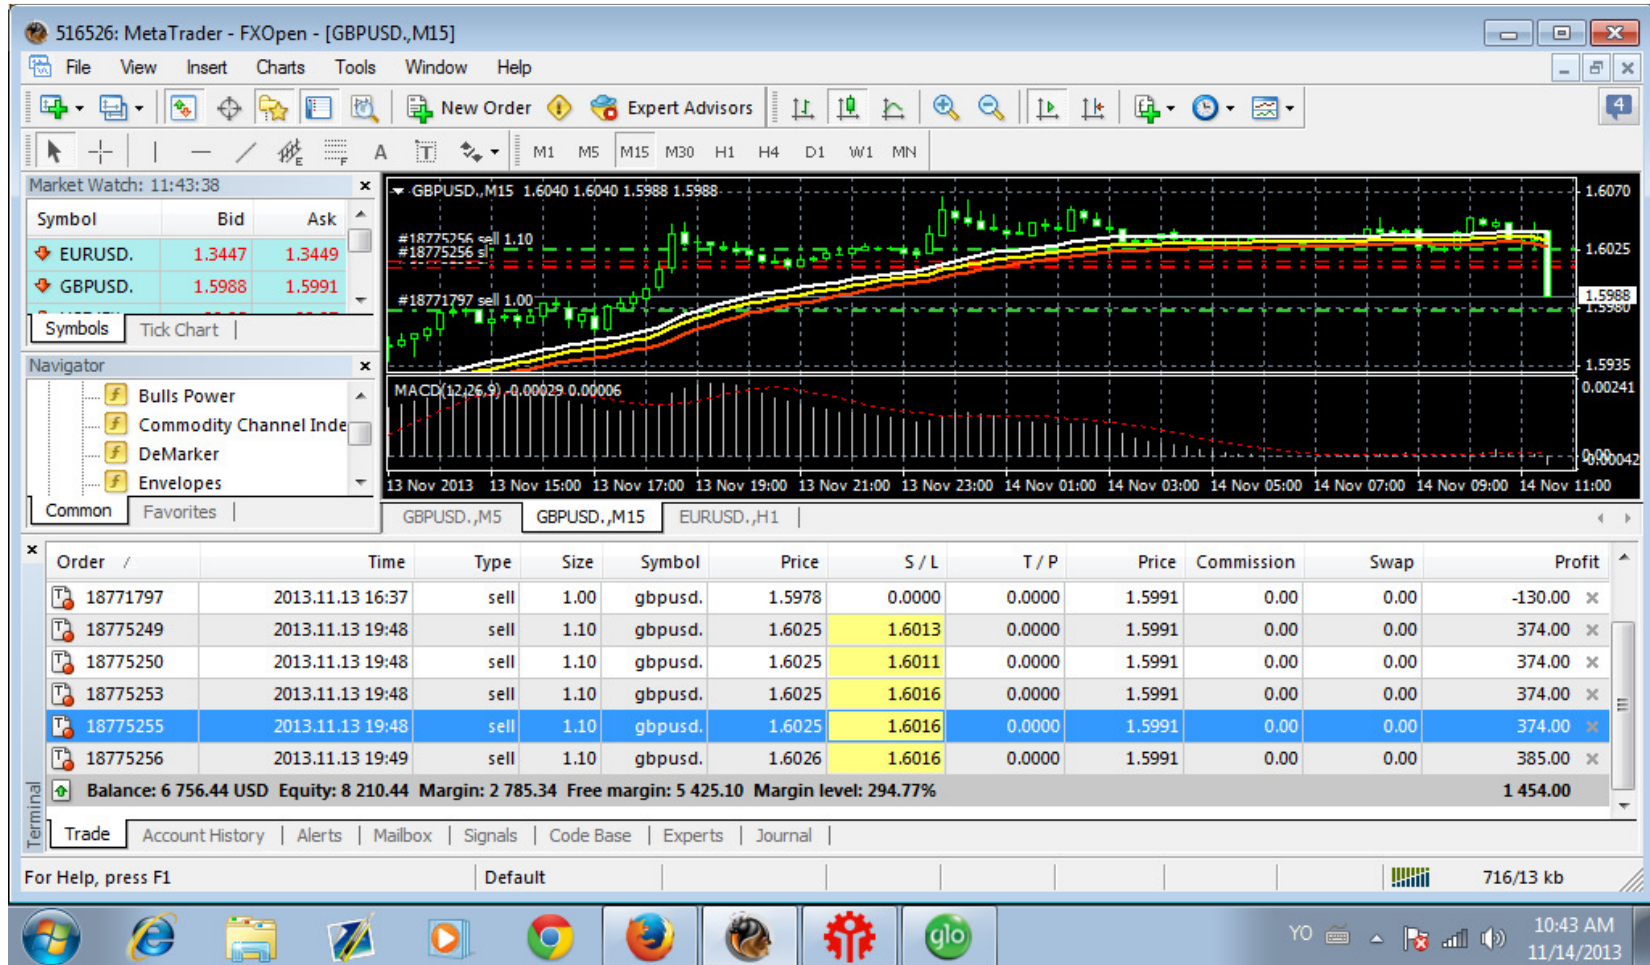 516526: MetaTrader - FXOpen - [GBPUSD.,M15]
File View Insert Charts Tools Window Help
New Order Expert Advisors 4
E F A T M1 M5 M15 M30 H1 H4 D1 W1 MN
Market Watch: 11:43:38
Symbol Bid Ask
EURUSD. 1.3447 1.3449
GBPUSD. 1.5988 1.5991
Symbols Tick Chart
Navigator
Bulls Power
Commodity Channel Inde
DeMarker
Envelopes
Common Favorites
GBPUSD.,M15 1.6040 1.6040 1.5988 1.5988
#18775256 sell 1.10
#18775256 sl
#18771797 sell 1.00
1.6070
1.6025
1.5988
1.5980
1.5935
MACD(12,26,9) -0.00029 0.00006
0.00241
0.00
-0.00042
13 Nov 2013 13 Nov 15:00 13 Nov 17:00 13 Nov 19:00 13 Nov 21:00 13 Nov 23:00 14 Nov 01:00 14 Nov 03:00 14 Nov 05:00 14 Nov 07:00 14 Nov 09:00 14 Nov 11:00
GBPUSD.,M5 GBPUSD.,M15 EURUSD.,H1
Order / Time Type Size Symbol Price S / L T / P Price Commission Swap Profit
18771797 2013.11.13 16:37 sell 1.00 gbpusd. 1.5978 0.0000 0.0000 1.5991 0.00 0.00 -130.00
18775249 2013.11.13 19:48 sell 1.10 gbpusd. 1.6025 1.6013 0.0000 1.5991 0.00 0.00 374.00
18775250 2013.11.13 19:48 sell 1.10 gbpusd. 1.6025 1.6011 0.0000 1.5991 0.00 0.00 374.00
18775253 2013.11.13 19:48 sell 1.10 gbpusd. 1.6025 1.6016 0.0000 1.5991 0.00 0.00 374.00
18775255 2013.11.13 19:48 sell 1.10 gbpusd. 1.6025 1.6016 0.0000 1.5991 0.00 0.00 374.00
18775256 2013.11.13 19:49 sell 1.10 gbpusd. 1.6026 1.6016 0.0000 1.5991 0.00 0.00 385.00
Balance: 6 756.44 USD Equity: 8 210.44 Margin: 2 785.34 Free margin: 5 425.10 Margin level: 294.77% 1 454.00
Terminal
Trade Account History Alerts Mailbox Signals Code Base Experts Journal
For Help, press F1 Default 716/13 kb
glo YO 10:43 AM
11/14/2013